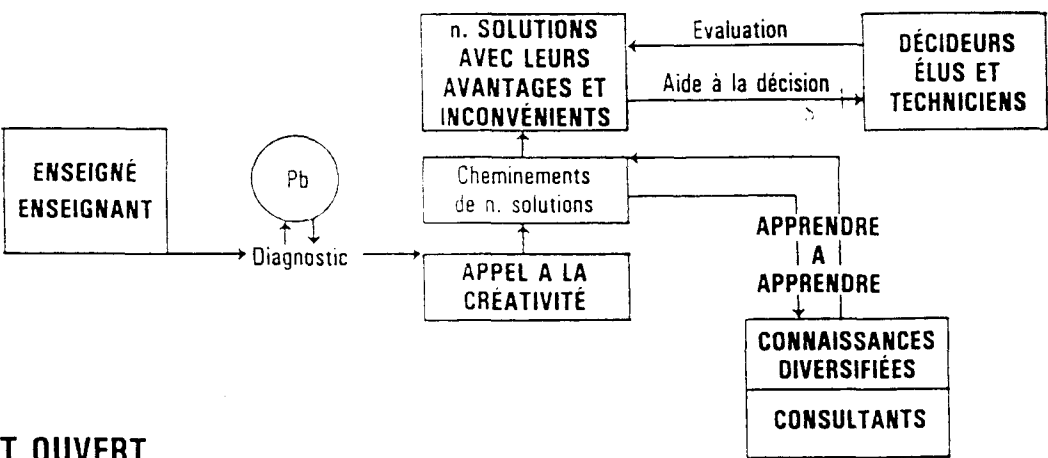 n. SOLUTIONS
AVEC LEURS
AVANTAGES ET
INCONVÉNIENTS
Evaluation
Aide à la décision
DÉCIDEURS
ÉLUS ET
TECHNICIENS
ENSEIGNÉ
ENSEIGNANT
Pb
Diagnostic
Cheminements
de n. solutions
APPEL A LA
CRÉATIVITÉ
APPRENDRE
A
APPRENDRE
CONNAISSANCES
DIVERSIFIÉES
CONSULTANTS
T OUVERT